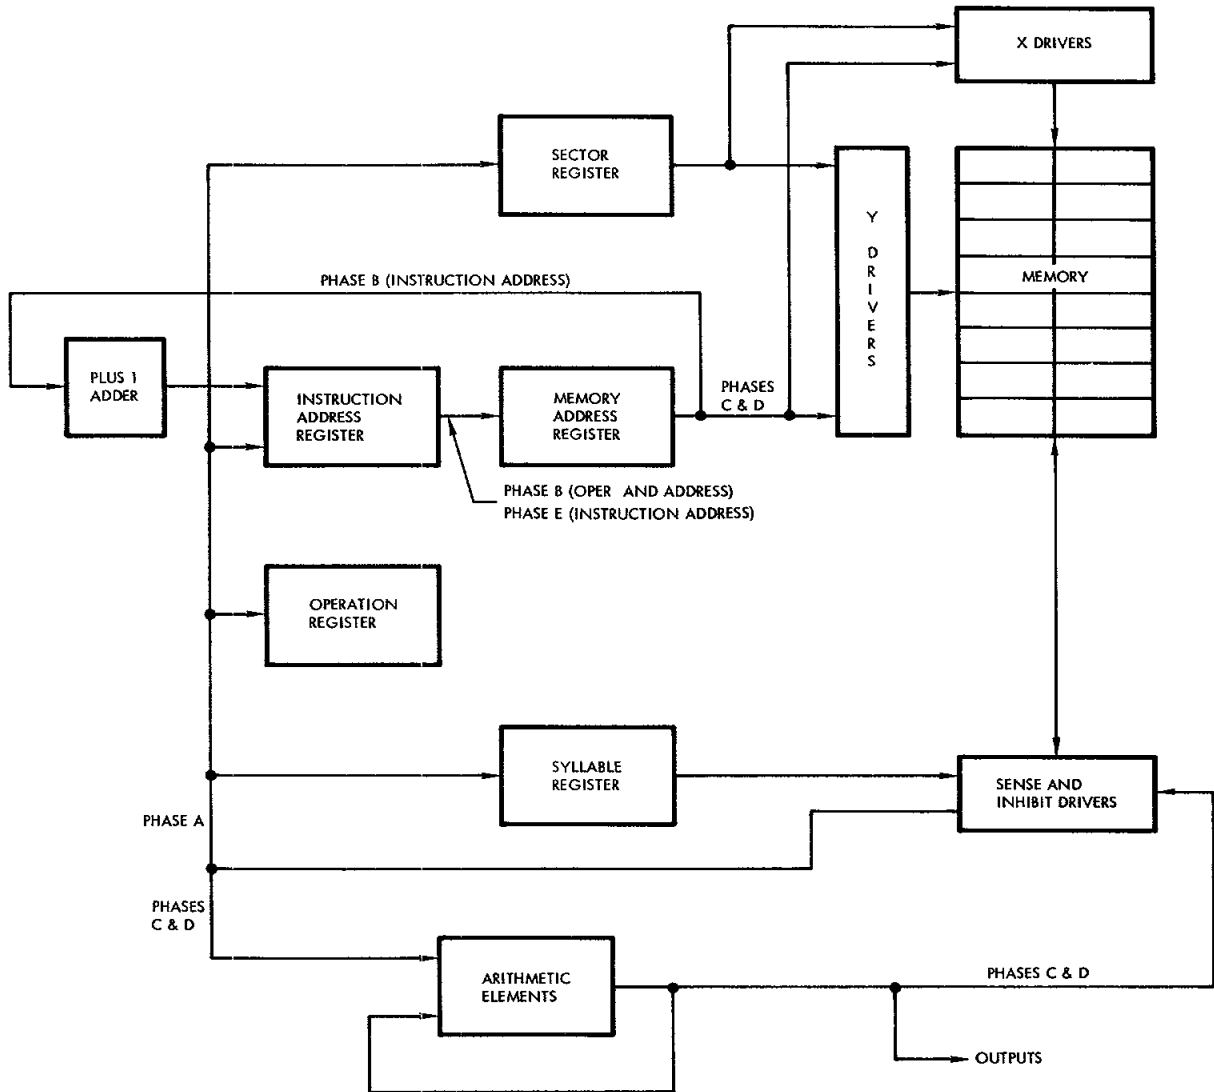 X DRIVERS
SECTOR
REGISTER
Y
D
R
I
V
E
R
S
MEMORY
PHASE B (INSTRUCTION ADDRESS)
PLUS 1
ADDER
INSTRUCTION
ADDRESS
REGISTER
MEMORY
ADDRESS
REGISTER
PHASES
C & D
PHASE B (OPER AND ADDRESS)
PHASE E (INSTRUCTION ADDRESS)
OPERATION
REGISTER
SYLLABLE
REGISTER
SENSE AND
INHIBIT DRIVERS
PHASE A
PHASES
C & D
ARITHMETIC
ELEMENTS
PHASES C & D
OUTPUTS